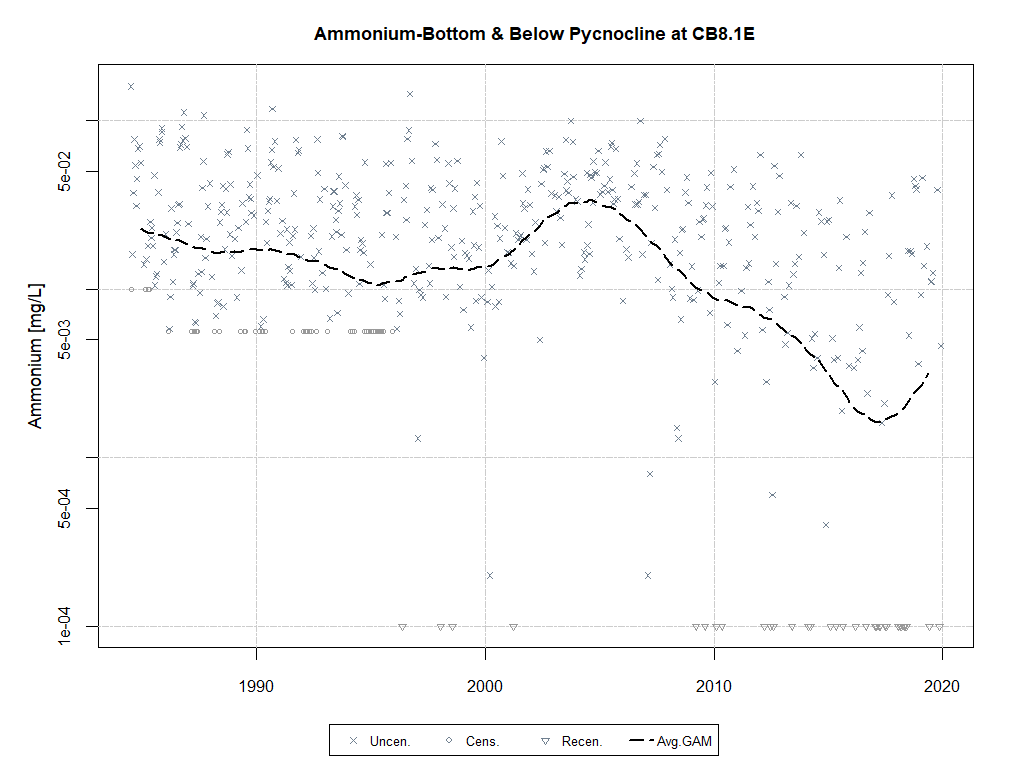 Ammonium-Bottom & Below Pycnocline at CB8.1E
Ammonium [mg/L]
5e-02
5e-03
5e-04
1e-04
1990 2000 2010 2020
Uncen. Cens. Recen. Avg.GAM